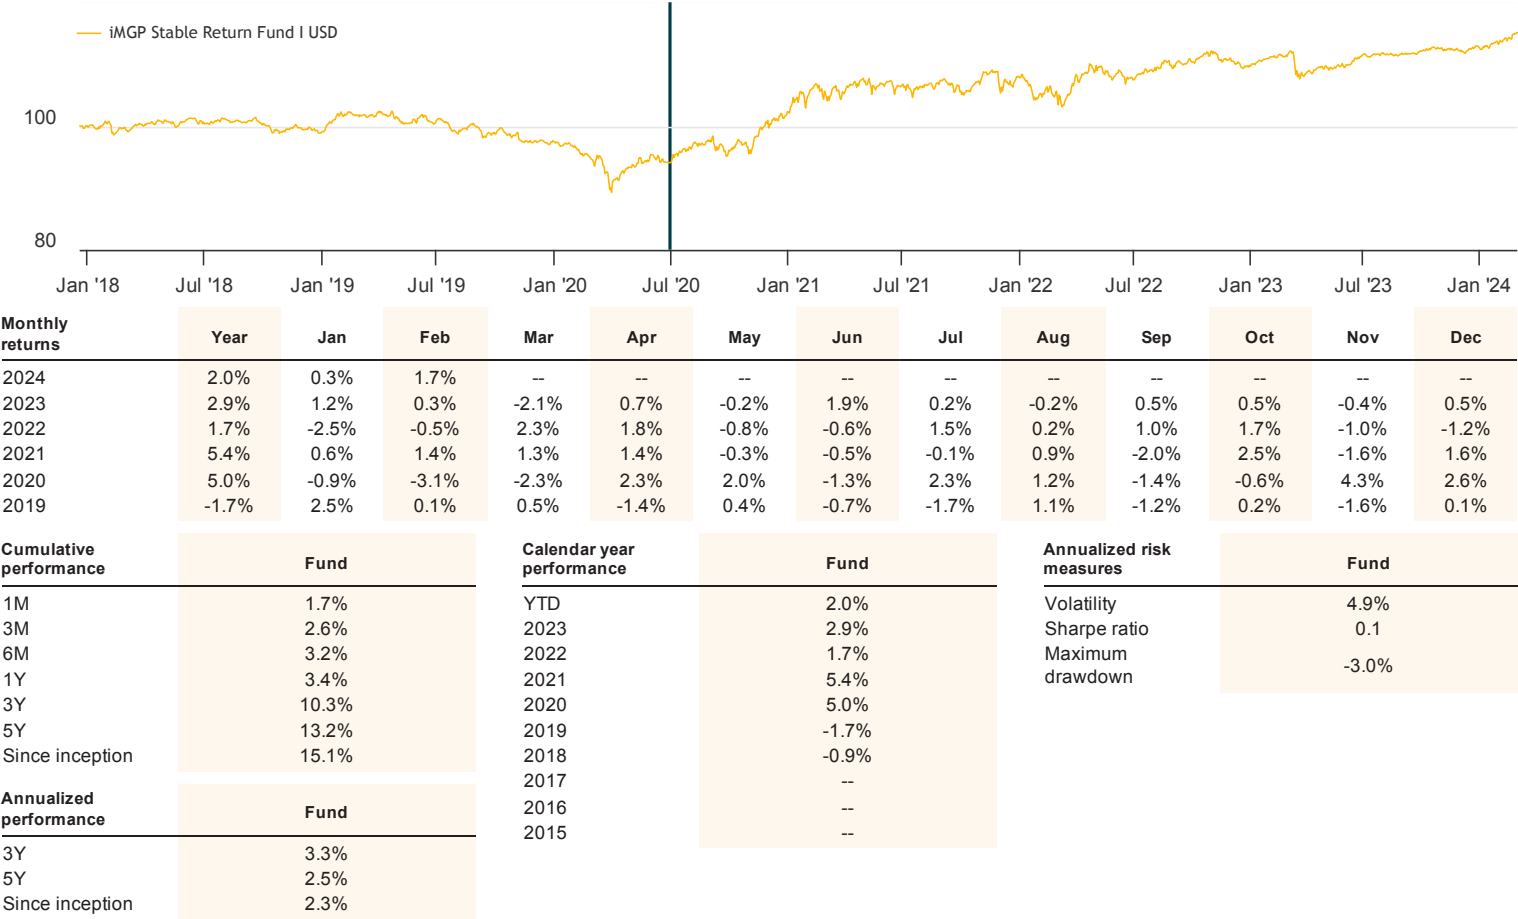 iMGP Stable Return Fund I USD
100
80
Jan '18 Jul '18 Jan '19 Jul '19 Jan '20 Jul '20 Jan '21 Jul '21 Jan '22 Jul '22 Jan '23 Jul '23 Jan '24
Monthly
returns Year Jan Feb Mar Apr May Jun Jul Aug Sep Oct Nov Dec
2024 2.0% 0.3% 1.7% -- -- -- -- -- -- -- -- -- --
2023 2.9% 1.2% 0.3% -2.1% 0.7% -0.2% 1.9% 0.2% -0.2% 0.5% 0.5% -0.4% 0.5%
2022 1.7% -2.5% -0.5% 2.3% 1.8% -0.8% -0.6% 1.5% 0.2% 1.0% 1.7% -1.0% -1.2%
2021 5.4% 0.6% 1.4% 1.3% 1.4% -0.3% -0.5% -0.1% 0.9% -2.0% 2.5% -1.6% 1.6%
2020 5.0% -0.9% -3.1% -2.3% 2.3% 2.0% -1.3% 2.3% 1.2% -1.4% -0.6% 4.3% 2.6%
2019 -1.7% 2.5% 0.1% 0.5% -1.4% 0.4% -0.7% -1.7% 1.1% -1.2% 0.2% -1.6% 0.1%
Cumulative
performance Fund
1M 1.7%
3M 2.6%
6M 3.2%
1Y 3.4%
3Y 10.3%
5Y 13.2%
Since inception 15.1%
Annualized
performance Fund
3Y 3.3%
5Y 2.5%
Since inception 2.3%
Calendar year
performance Fund
YTD 2.0%
2023 2.9%
2022 1.7%
2021 5.4%
2020 5.0%
2019 -1.7%
2018 -0.9%
2017 --
2016 --
2015 --
Annualized risk
measures Fund
Volatility 4.9%
Sharpe ratio 0.1
Maximum
drawdown -3.0%